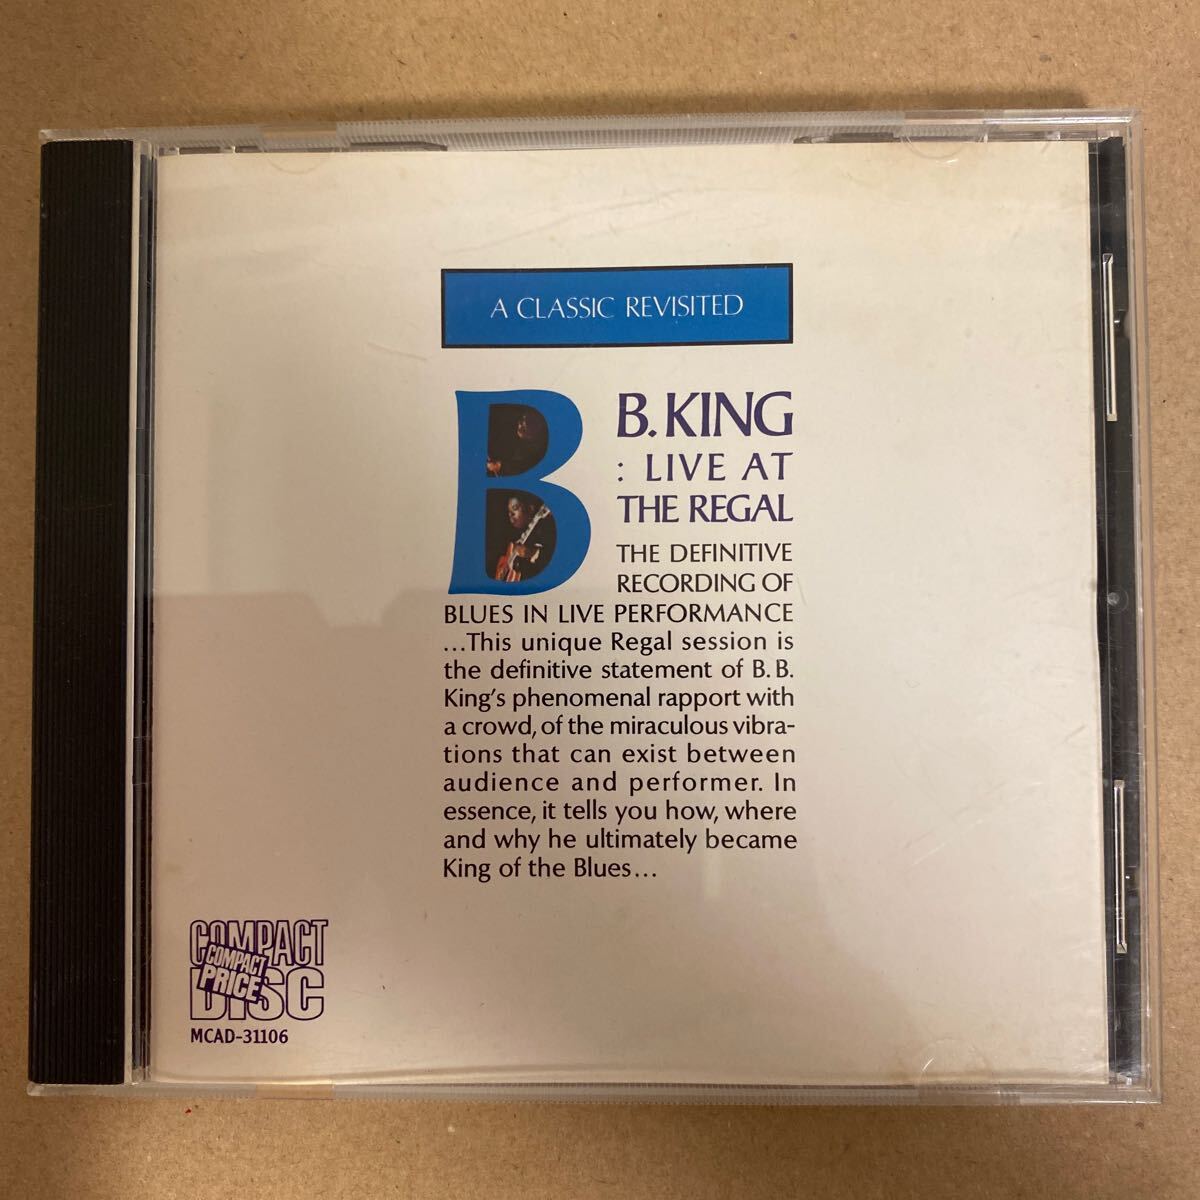 A CLASSIC REVISITED
B B. KING
: LIVE AT
THE REGAL
THE DEFINITIVE
RECORDING OF
BLUES IN LIVE PERFORMANCE
...This unique Regal session is
the definitive statement of B. B.
King's phenomenal rapport with
a crowd, of the miraculous vibra-
tions that can exist between
audience and performer. In
essence, it tells you how, where
and why he ultimately became
King of the Blues...
COMPACT
COMPACT
PRICE
DISC
MCAD-31106